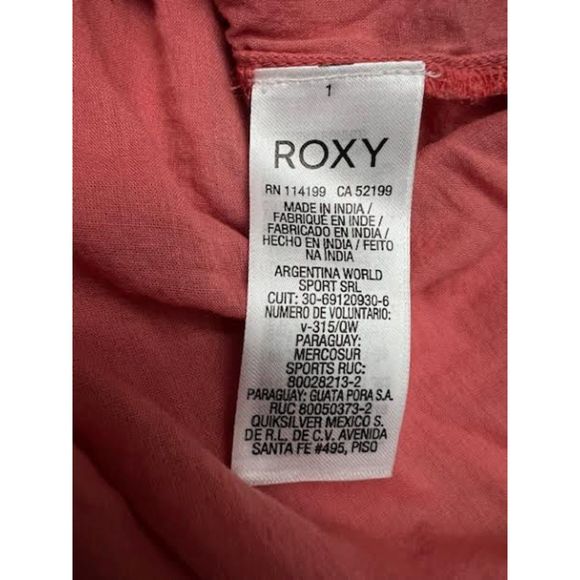 1
ROXY
RN 114199 CA 52199
MADE IN INDIA /
FABRIQUÉ EN INDE /
FABRICADO EN INDIA /
HECHO EN INDIA / FEITO
NA ÍNDIA
ARGENTINA WORLD
SPORT SRL
CUIT: 30-69120930-6
NUMERO DE VOLUNTARIO:
v-315/QW
PARAGUAY:
MERCOSUR
SPORTS RUC:
80028213-2
PARAGUAY: GUATA PORA S.A.
RUC 80050373-2
QUIKSILVER MEXICO S.
DE R.L. DE C.V. AVENIDA
SANTA FE #495, PISO